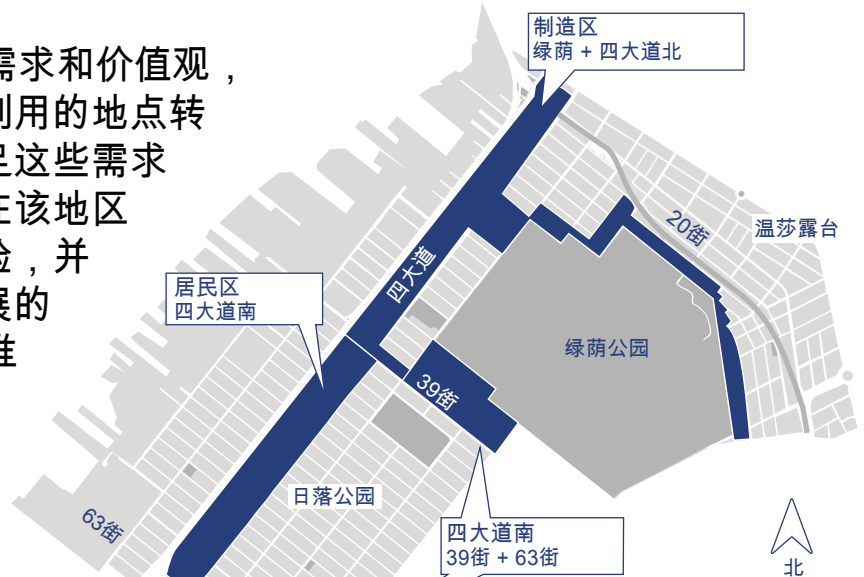 需求和价值观，
利用的地点转
足这些需求
在该地区
验，并
展的
准
制造区
绿荫 + 四大道北
20街
温莎露台
四大道
居民区
四大道南
绿荫公园
39街
日落公园
63街
四大道南
39街 + 63街
北